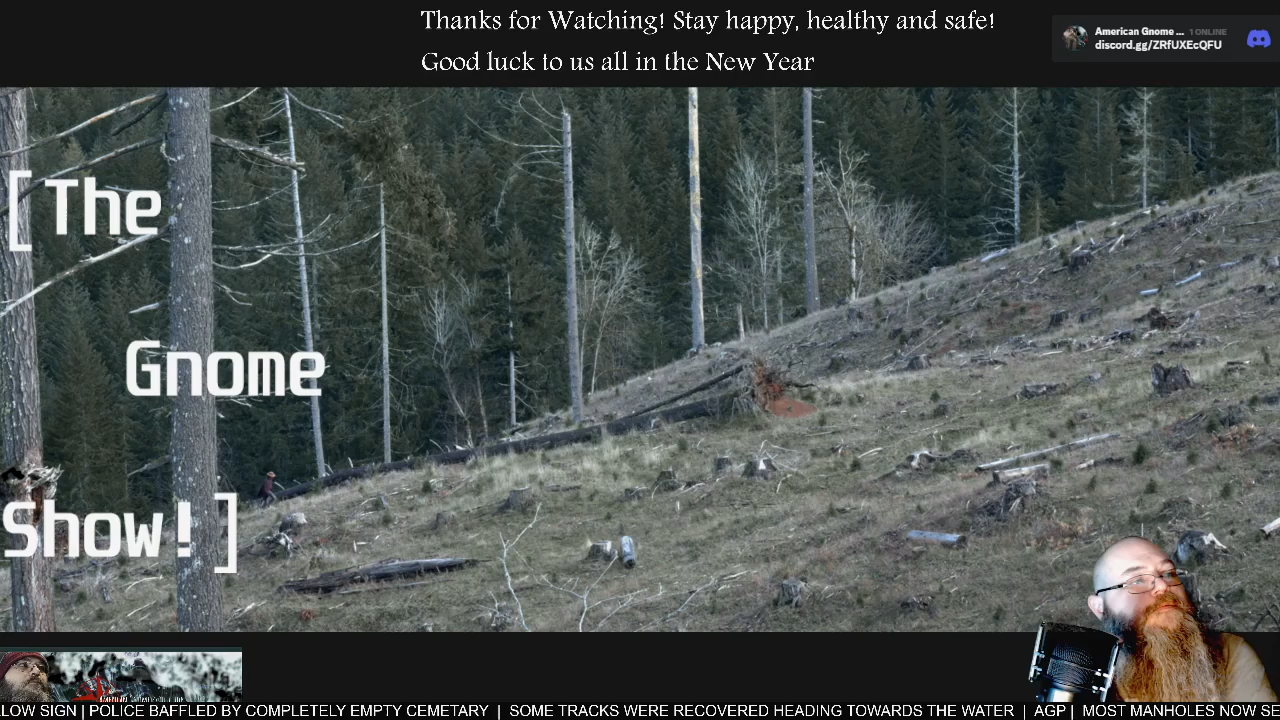 Thanks for Watching! Stay happy, healthy and safe!
Good luck to us all in the New Year
American Gnome ... 1 ONLINE
discord.gg/ZRfUXEcQFU
[ The
Gnome
Show! ]
LOW SIGN | POLICE BAFFLED BY COMPLETELY EMPTY CEMETARY | SOME TRACKS WERE RECOVERED HEADING TOWARDS THE WATER | AGP | MOST MANHOLES NOW SE